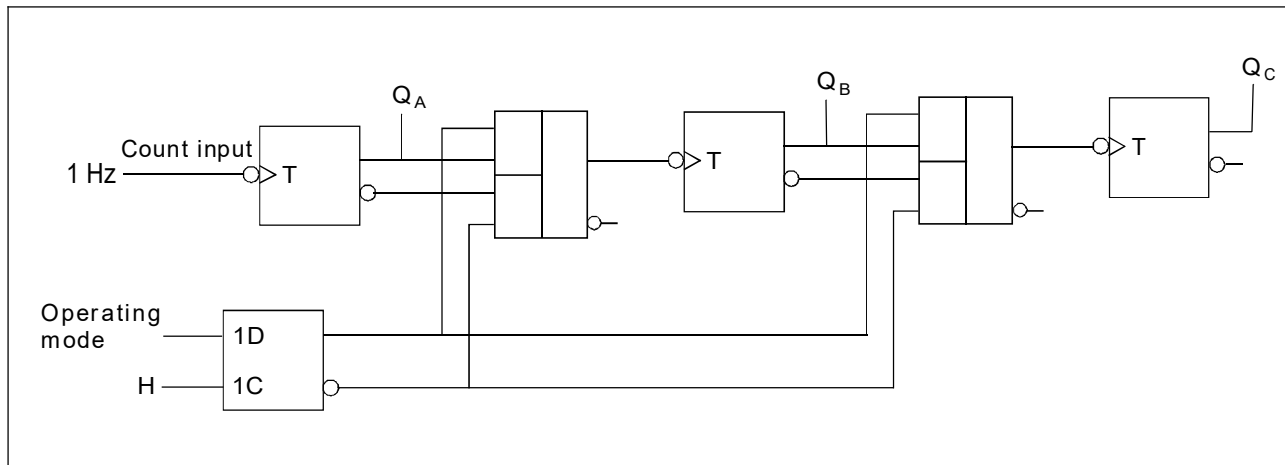 Q_A
Q_B
Q_C
Count input
1 Hz
T
T
T
Operating
mode
1D
H
1C